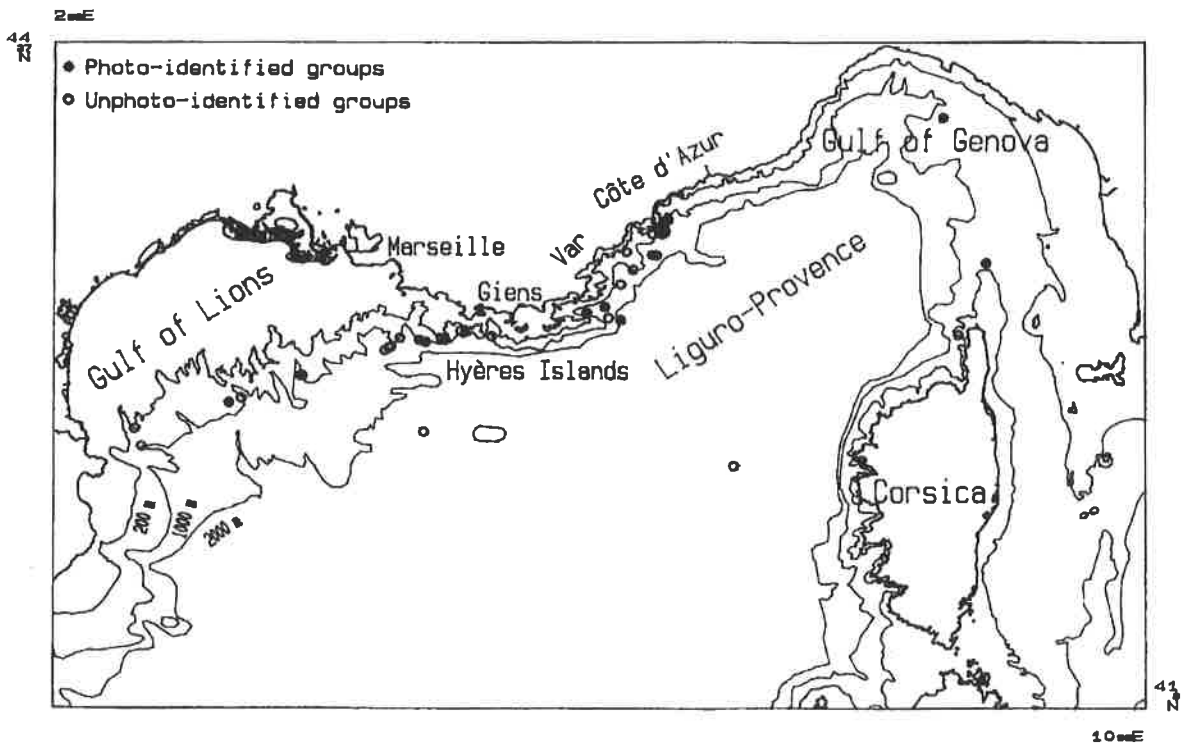 2°°E
44
N
Photo-identified groups
Unphoto-identified groups
Gulf of Genova
Côte d'Azur
Marseille
Var
Giens
Gulf of Lions
Liguro-Provence
Hyères Islands
Corsica
200 m
1000 m
2000 m
41
N
10°°E